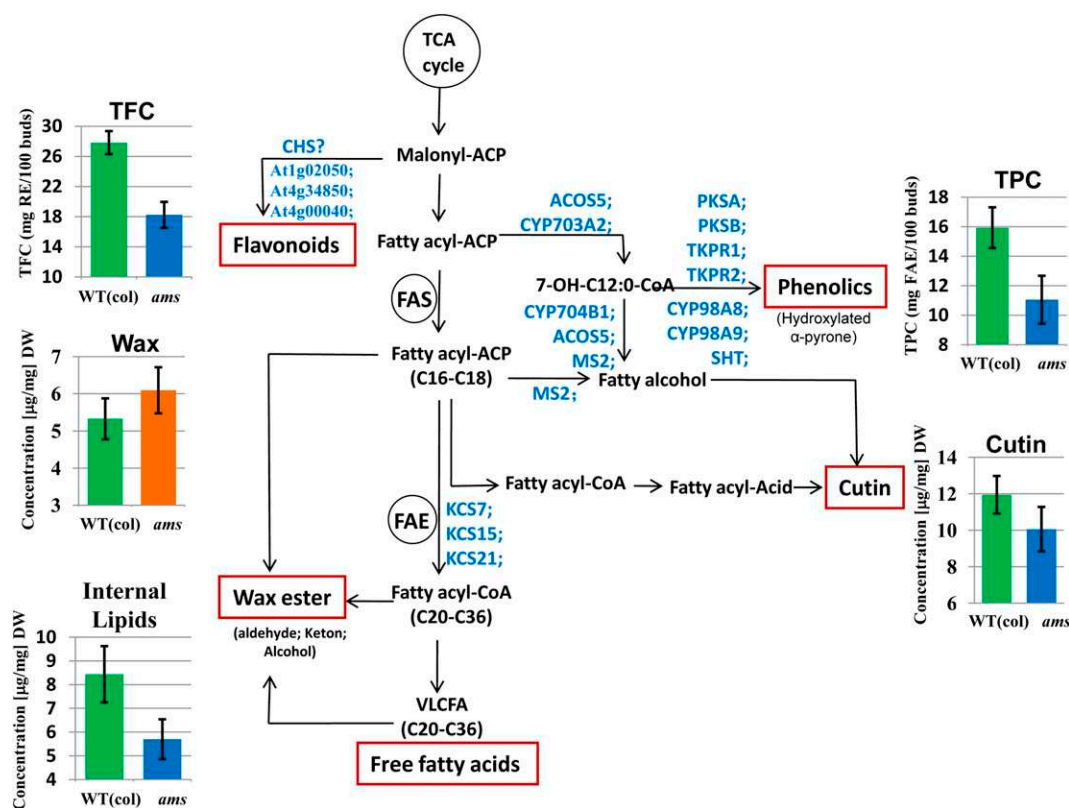 TCA
cycle
TFC
TFC (mg RE/100 buds)
30
26
22
18
14
10
WT(col) ams
CHS?
At1g02050;
At4g34850;
At4g00040;
Flavonoids
Malonyl-ACP
Fatty acyl-ACP
ACOS5;
CYP703A2;
PKSA;
PKSB;
TKPR1;
TKPR2;
7-OH-C12:0-CoA
Phenolics
(Hydroxylated
α-pyrone)
TPC
TPC (mg FAE/100 buds)
16
14
12
10
8
WT(col) ams
FAS
CYP704B1;
ACOS5;
MS2;
CYP98A8;
CYP98A9;
SHT;
Fatty acyl-ACP
(C16-C18)
MS2;
Fatty alcohol
Wax
Concentration [µg/mg] DW
7
6
5
4
3
WT(col) ams
Fatty acyl-CoA
Fatty acyl-Acid
Cutin
Cutin
Concentration [µg/mg] DW
14
12
10
8
6
WT(col) ams
FAE
KCS7;
KCS15;
KCS21;
Wax ester
(aldehyde; Keton;
Alcohol)
Fatty acyl-CoA
(C20-C36)
VLCFA
(C20-C36)
Free fatty acids
Internal
Lipids
Concentration [µg/mg] DW
10
9
8
7
6
5
4
WT(col) ams